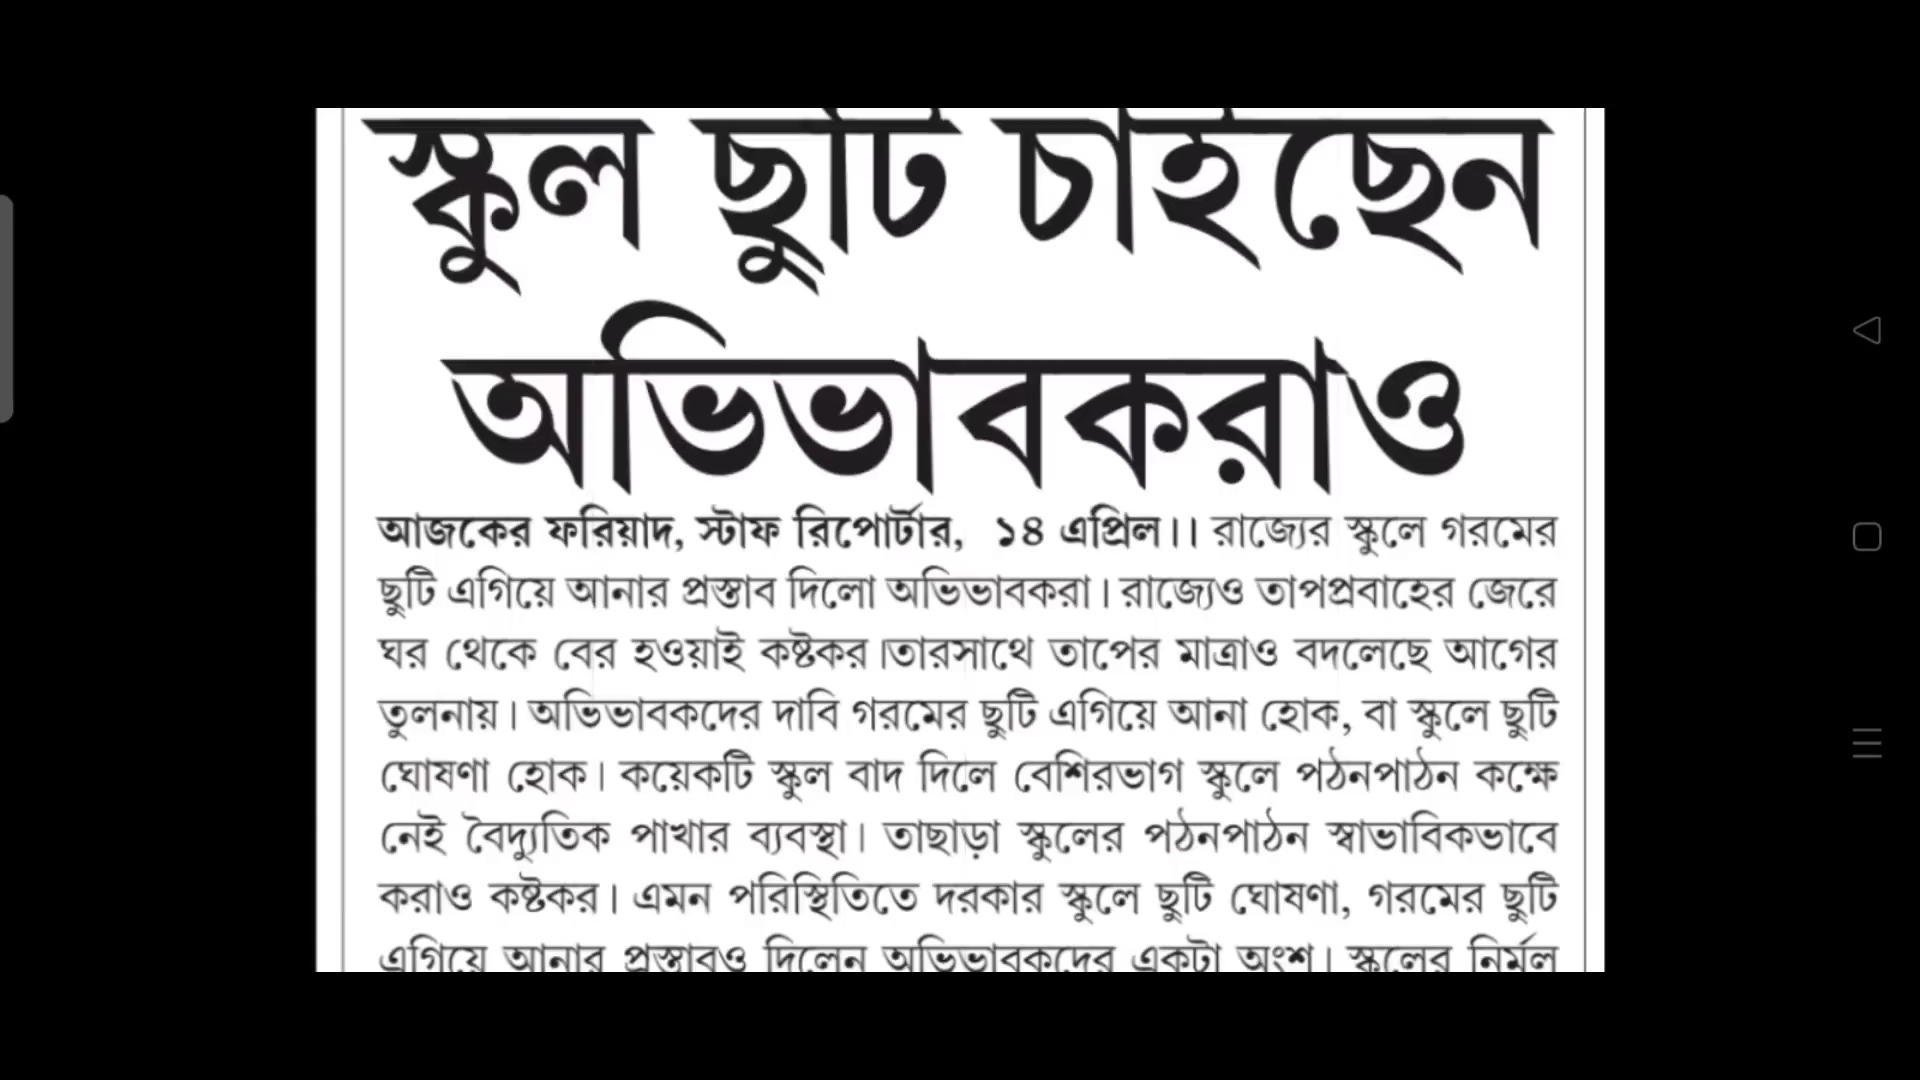 স্কুল ছুটি চাইছেন
অভিভাবকরাও
আজকের ফরিয়াদ, স্টাফ রিপোর্টার, ১৪ এপ্রিল।। রাজ্যের স্কুলে গরমের
ছুটি এগিয়ে আনার প্রস্তাব দিলো অভিভাবকরা। রাজ্যেও তাপপ্রবাহের জেরে
ঘর থেকে বের হওয়াই কষ্টকর।তারসাথে তাপের মাত্রাও বদলেছে আগের
তুলনায়। অভিভাবকদের দাবি গরমের ছুটি এগিয়ে আনা হোক, বা স্কুলে ছুটি
ঘোষণা হোক। কয়েকটি স্কুল বাদ দিলে বেশিরভাগ স্কুলে পঠনপাঠন কক্ষে
নেই বৈদ্যুতিক পাখার ব্যবস্থা। তাছাড়া স্কুলের পঠনপাঠন স্বাভাবিকভাবে
করাও কষ্টকর। এমন পরিস্থিতিতে দরকার স্কুলে ছুটি ঘোষণা, গরমের ছুটি
এগিয়ে আনার প্রস্তাবও দিলেন অভিভাবকদের একটা অংশ। স্কুলের নির্মল